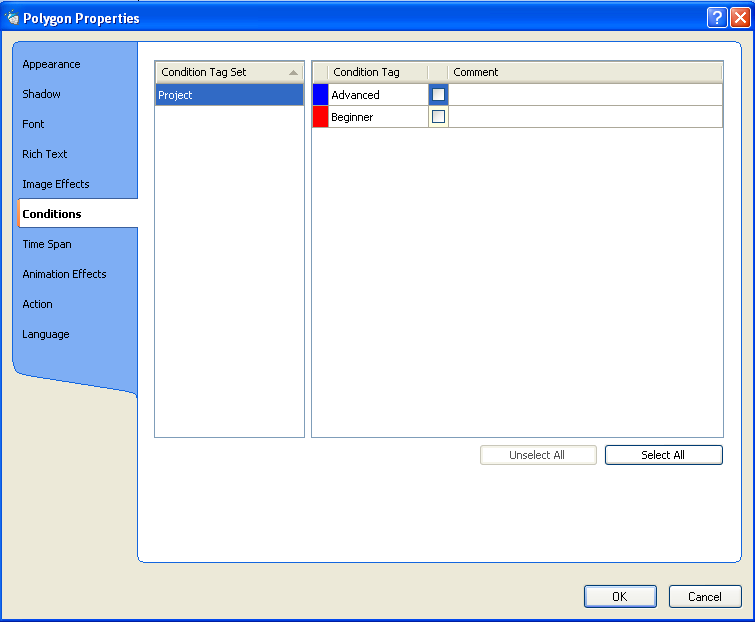 Polygon Properties
Appearance
Shadow
Font
Rich Text
Image Effects
Conditions
Time Span
Animation Effects
Action
Language
Condition Tag Set
Project
Condition Tag Comment
Advanced
Beginner
Unselect All Select All
OK Cancel